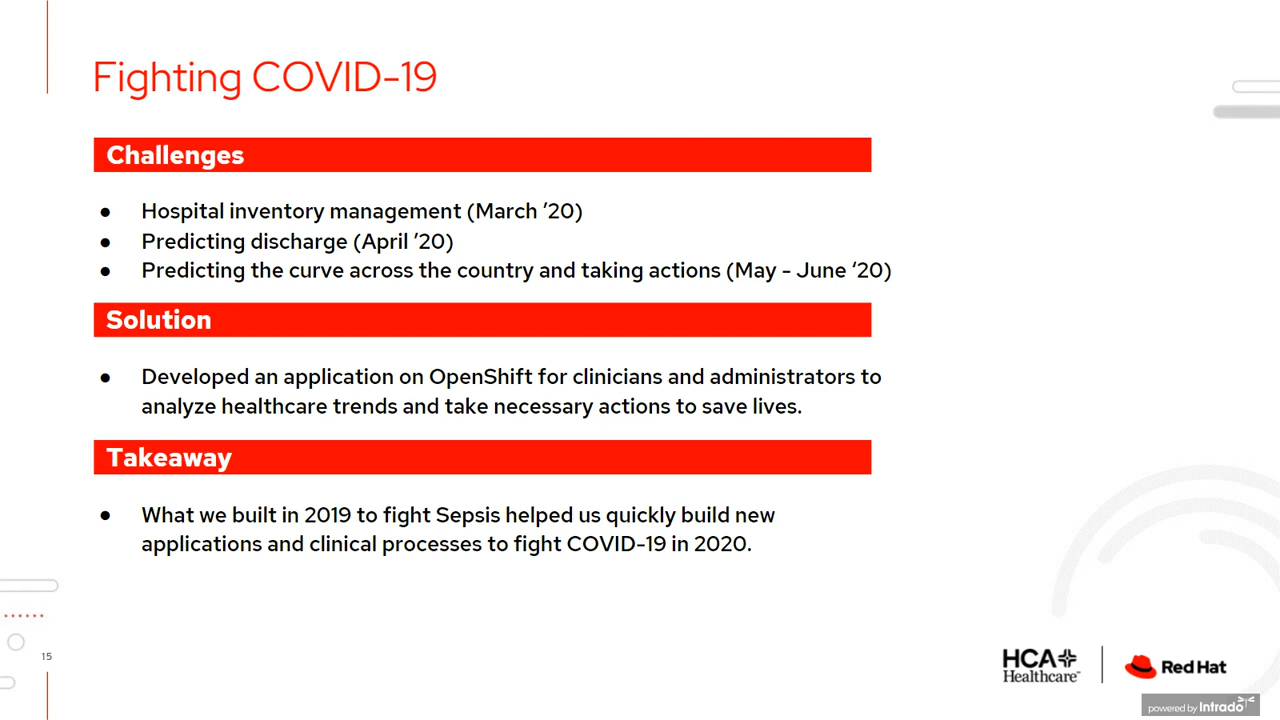 Fighting COVID-19
Challenges
● Hospital inventory management (March ’20)
● Predicting discharge (April ’20)
● Predicting the curve across the country and taking actions (May - June ‘20)
Solution
● Developed an application on OpenShift for clinicians and administrators to
analyze healthcare trends and take necessary actions to save lives.
Takeaway
● What we built in 2019 to fight Sepsis helped us quickly build new
applications and clinical processes to fight COVID-19 in 2020.
15
HCA
Healthcare™
Red Hat
powered by Intrado